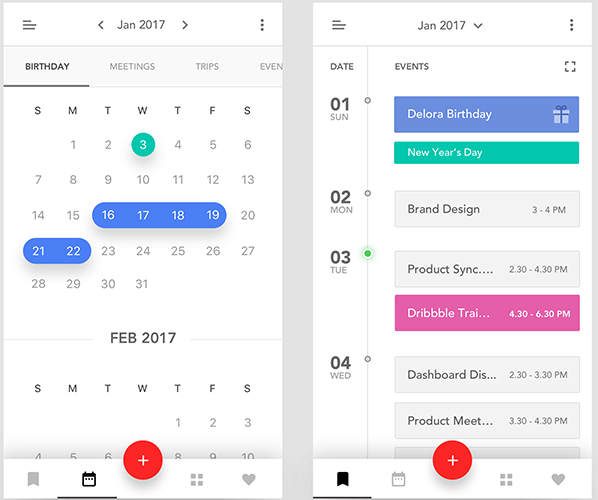 Jan 2017
BIRTHDAY MEETINGS TRIPS EVEN
S M T W T F S
1 2 3 4 5 6
7 8 9 10 11 12 13
14 15 16 17 18 19 20
21 22 23 24 25 26 27
28 29 30 31
FEB 2017
S M T W T F S
1 2 3
4 5 6 8 9 10
Jan 2017
DATE EVENTS
01
SUN
Delora Birthday
New Year's Day
02
MON
Brand Design 3 - 4 PM
03
TUE
Product Sync.... 2.30 - 4.30 PM
Dribbble Trai... 4.30 - 6.30 PM
04
WED
Dashboard Dis... 2.30 - 3.30 PM
Product Meet... 3.30 - 4.30 PM